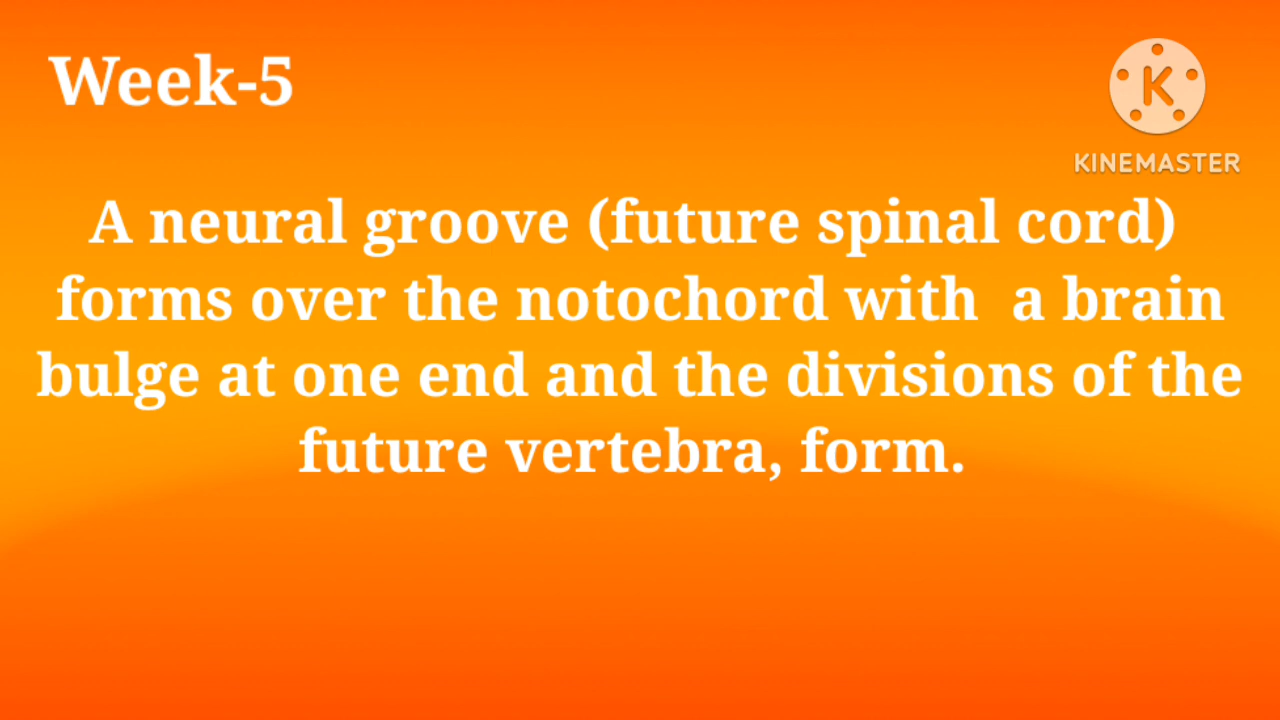 Week-5
K
KINEMASTER
A neural groove (future spinal cord)
forms over the notochord with  a brain
bulge at one end and the divisions of the
future vertebra, form.